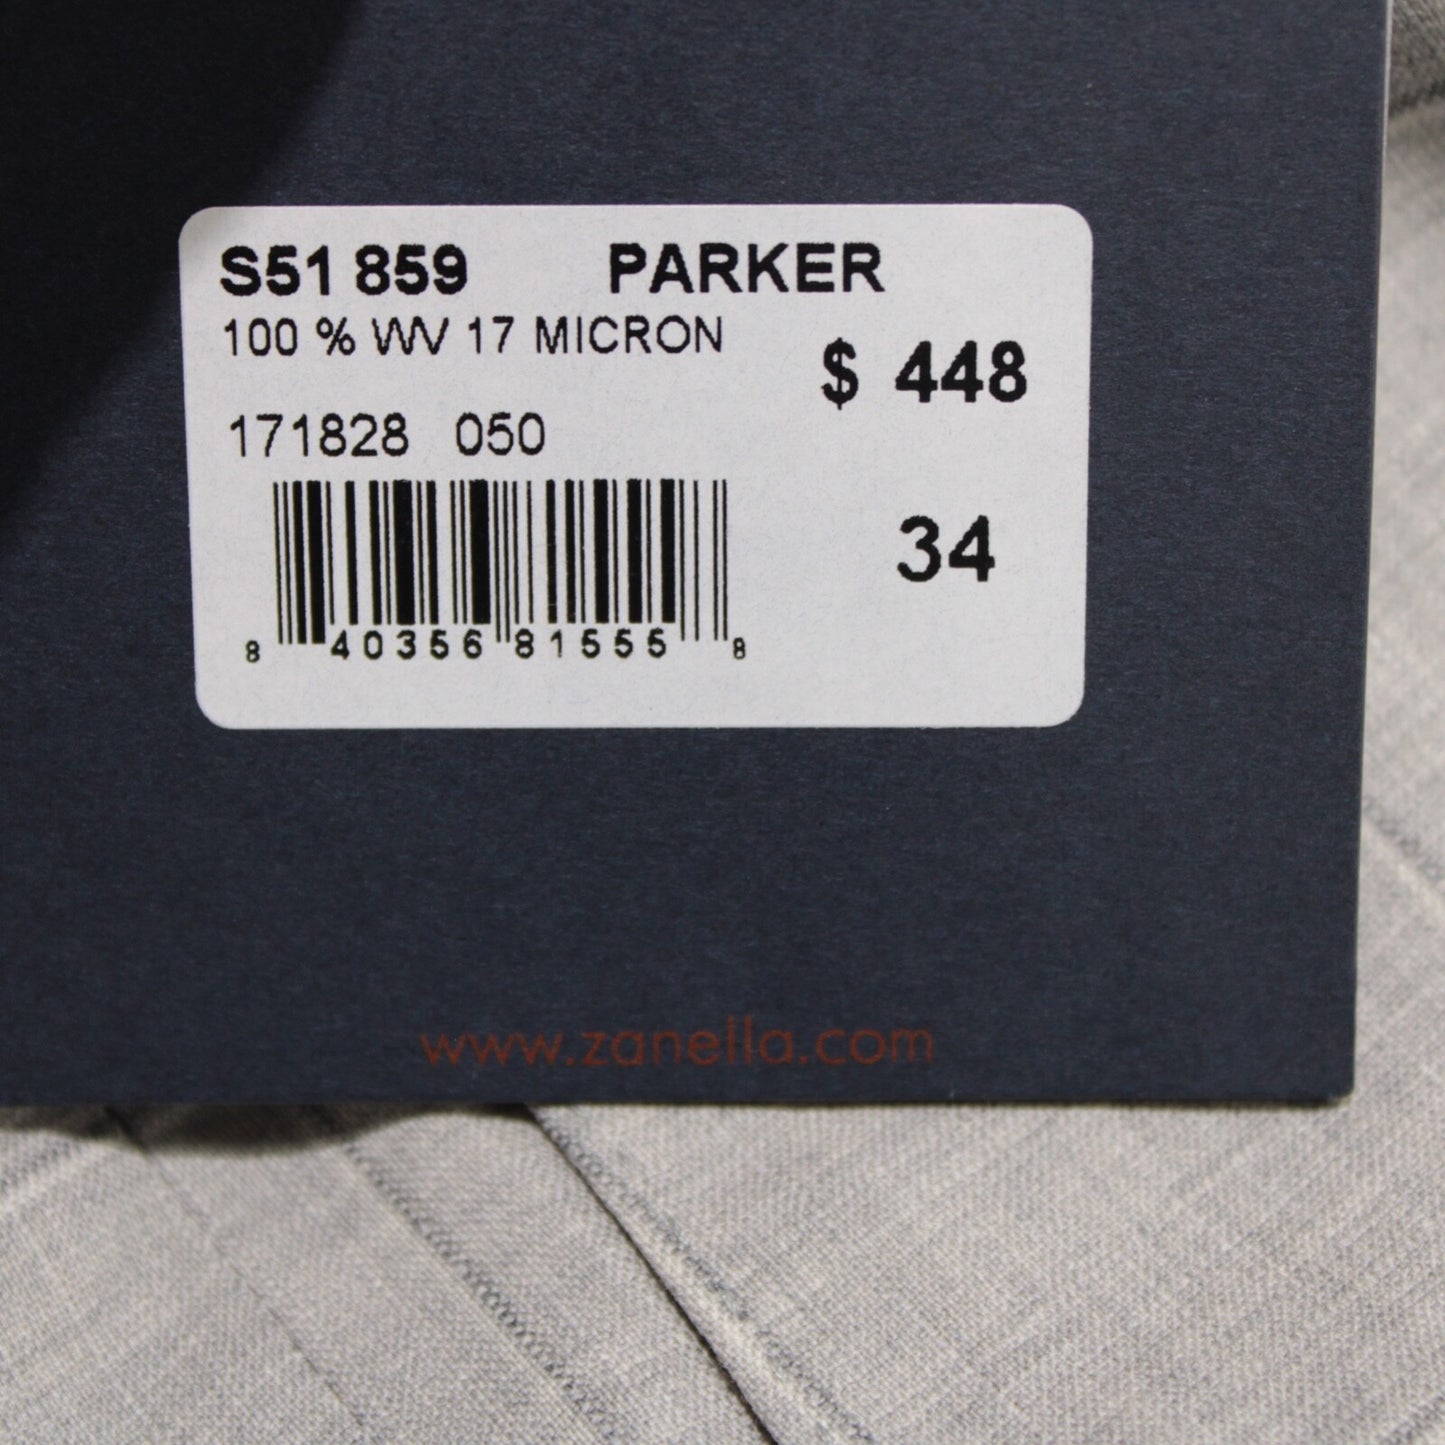 S51 859 PARKER
100 % WV 17 MICRON
$ 448
171828 050
34
8 40356 81555 8
www.zanella.com